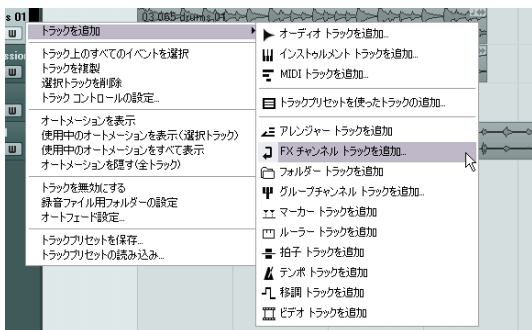 s 01
03 065 drums 01
トラックを追加
トラック上のすべてのイベントを選択
トラックを複製
選択トラックを削除
トラック コントロールの設定...
オートメーションを表示
使用中のオートメーションを表示(選択トラック)
使用中のオートメーションをすべて表示
オートメーションを隠す(全トラック)
トラックを無効にする
録音ファイル用フォルダーの設定
オートフェード設定...
トラックプリセットを保存...
トラックプリセットの読み込み...
オーディオ トラックを追加...
インストゥルメント トラックを追加...
MIDI トラックを追加...
トラックプリセットを使ったトラックの追加...
アレンジャー トラックを追加
FX チャンネル トラックを追加...
フォルダー トラックを追加
グループチャンネル トラックを追加...
マーカー トラックを追加
ルーラー トラックを追加
拍子 トラックを追加
テンポ トラックを追加
移調 トラックを追加
ビデオ トラックを追加